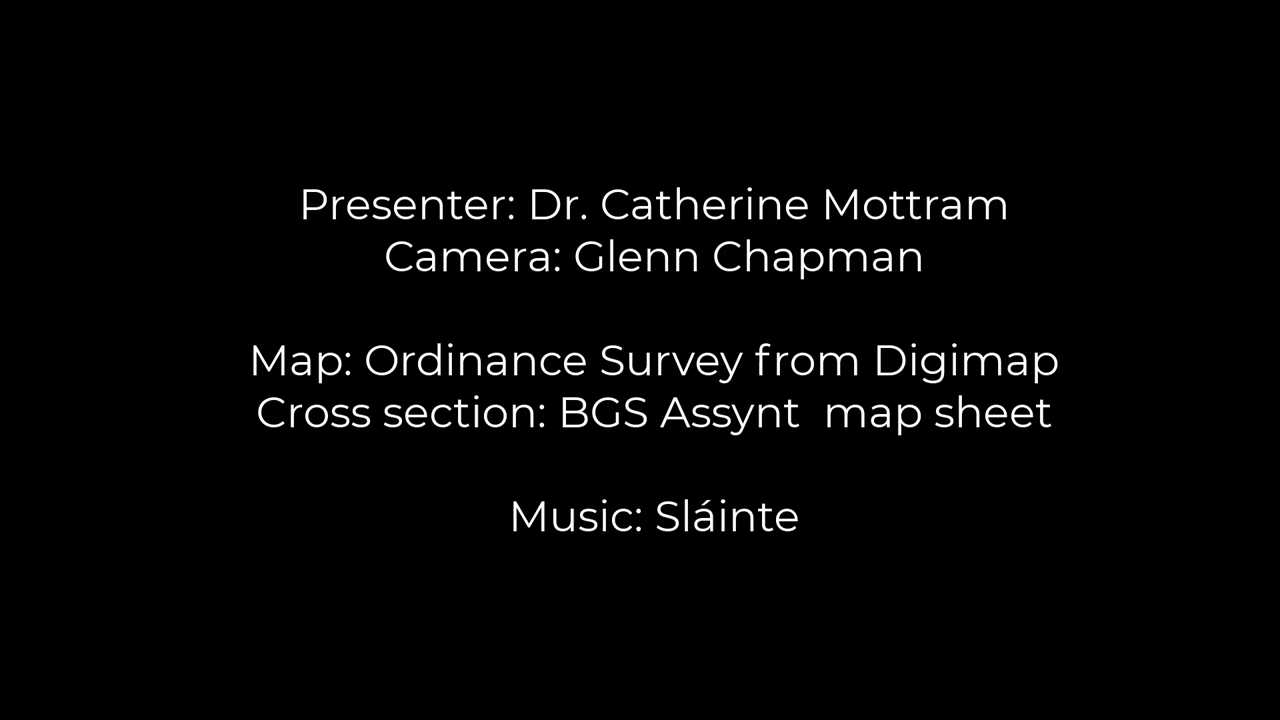 Presenter: Dr. Catherine Mottram
Camera: Glenn Chapman
Map: Ordinance Survey from Digimap
Cross section: BGS Assynt  map sheet
Music: Sláinte